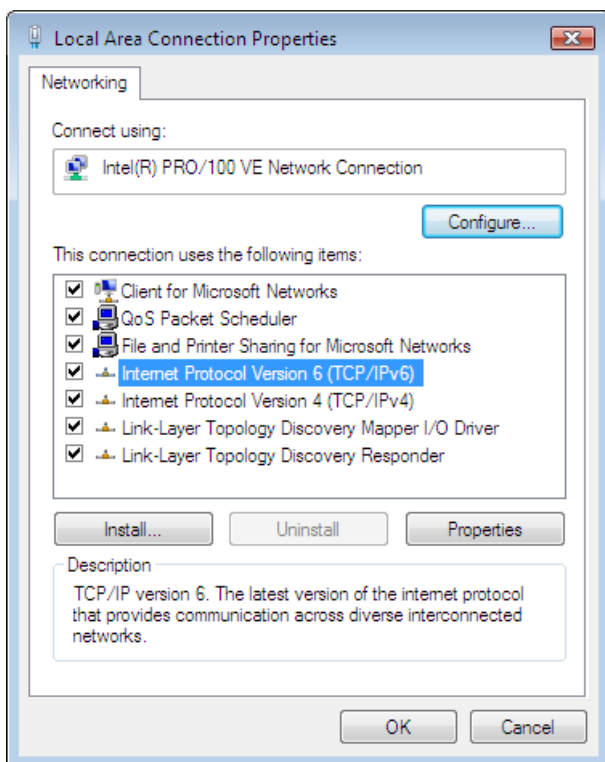 Local Area Connection Properties
Networking
Connect using:
Intel(R) PRO/100 VE Network Connection
Configure...
This connection uses the following items:
Client for Microsoft Networks
QoS Packet Scheduler
File and Printer Sharing for Microsoft Networks
Internet Protocol Version 6 (TCP/IPv6)
Internet Protocol Version 4 (TCP/IPv4)
Link-Layer Topology Discovery Mapper I/O Driver
Link-Layer Topology Discovery Responder
Install... Uninstall Properties
Description
TCP/IP version 6. The latest version of the internet protocol
that provides communication across diverse interconnected
networks.
OK Cancel